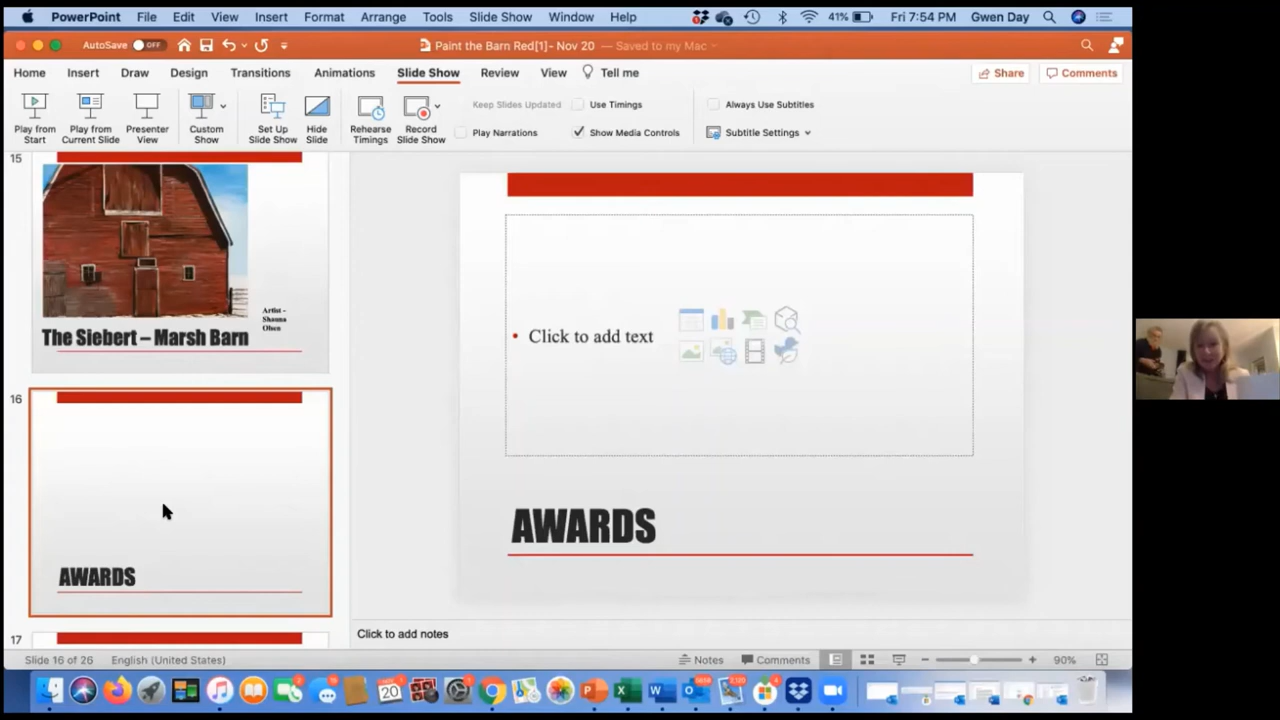 PowerPoint File Edit View Insert Format Arrange Tools Slide Show Window Help 41% Fri 7:54 PM Gwen Day
AutoSave OFF Paint the Barn Red[1]- Nov 20 — Saved to my Mac
Home Insert Draw Design Transitions Animations Slide Show Review View Tell me Share Comments
Keep Slides Updated Use Timings Always Use Subtitles
Play from Start
Play from Current Slide
Presenter View
Custom Show
Set Up Slide Show
Hide Slide
Rehearse Timings
Record Slide Show
Play Narrations Show Media Controls Subtitle Settings
15
Artist –
Shauna
Olsen
The Siebert – Marsh Barn
16
AWARDS
17
• Click to add text
AWARDS
Click to add notes
Slide 16 of 26 English (United States) Notes Comments 90%
NOV
20